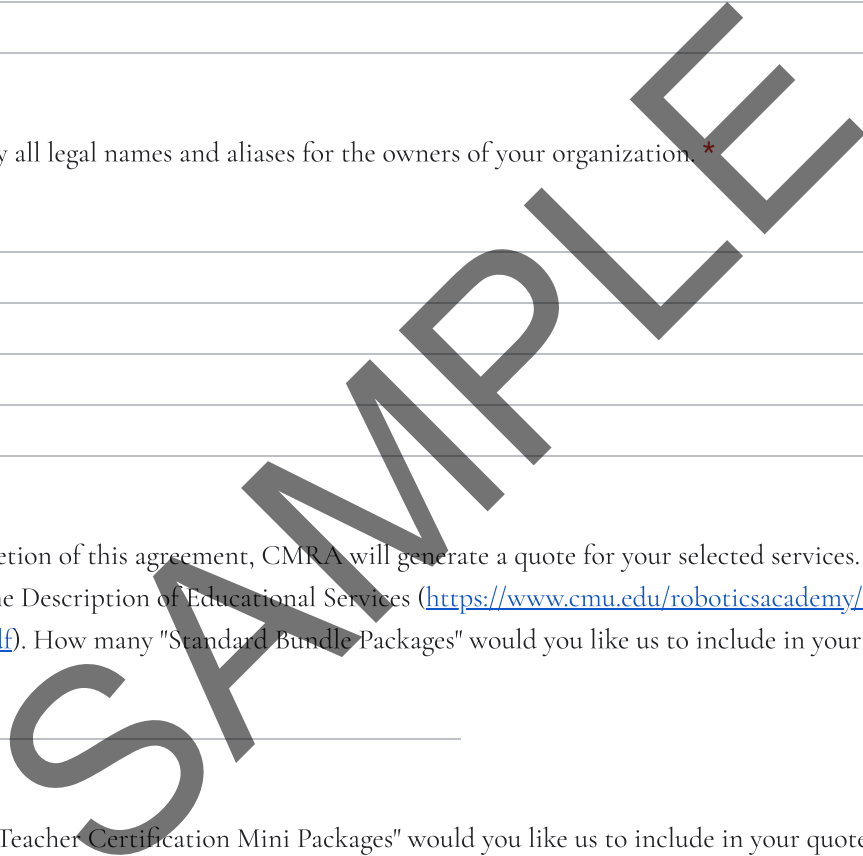 y all legal names and aliases for the owners of your organization. *
etion of this agreement, CMRA will generate a quote for your selected services.
e Description of Educational Services (https://www.cmu.edu/roboticsacademy/
df). How many "Standard Bundle Packages" would you like us to include in your
Teacher Certification Mini Packages" would you like us to include in your quote
SAMPLE